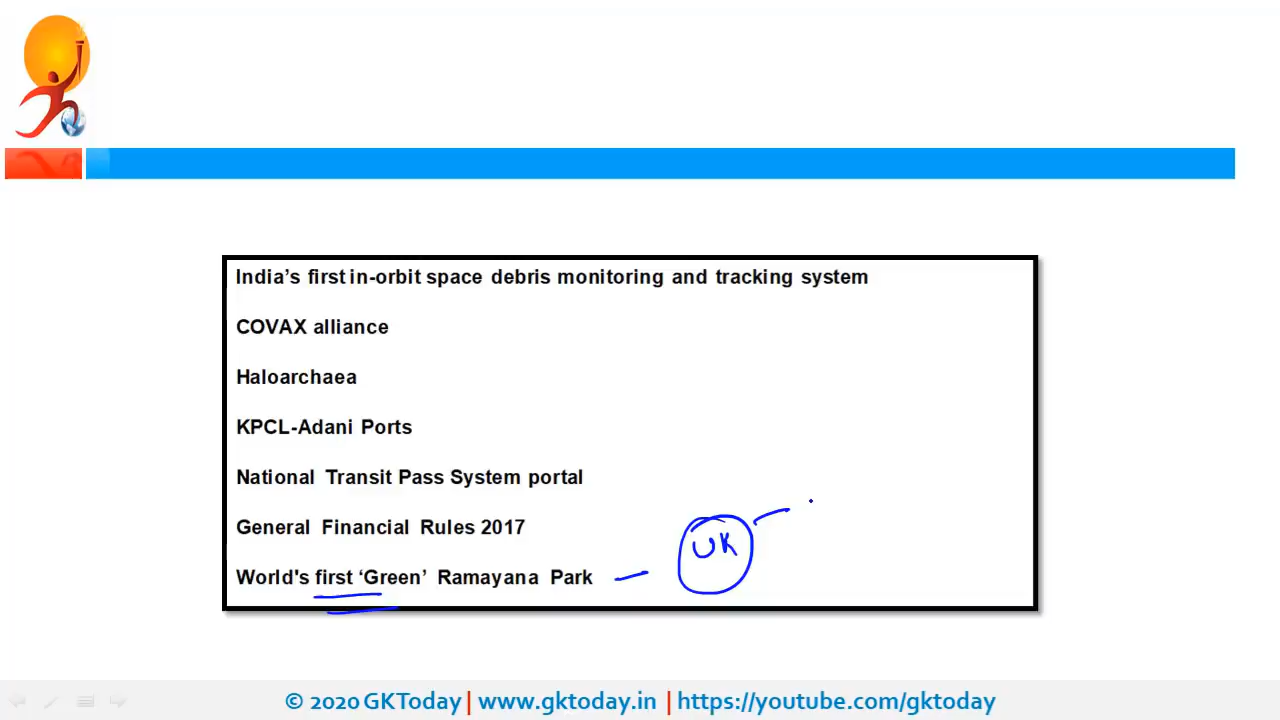 India's first in-orbit space debris monitoring and tracking system
COVAX alliance
Haloarchaea
KPCL-Adani Ports
National Transit Pass System portal
General Financial Rules 2017
World's first ‘Green’ Ramayana Park
UK
© 2020 GKToday | www.gktoday.in | https://youtube.com/gktoday